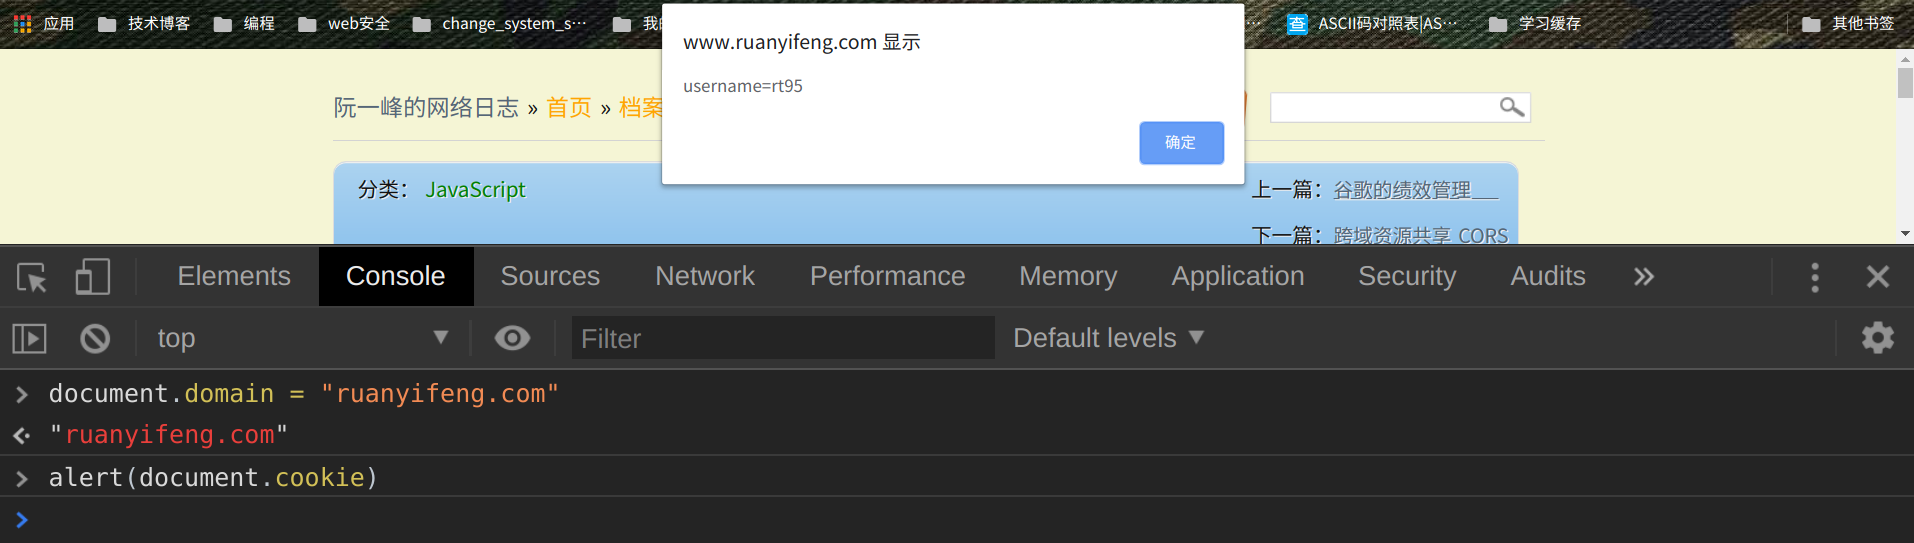 应用 技术博客 编程 web安全 change_system_s… 我 … 查 ASCII码对照表|AS… 学习缓存 其他书签
www.ruanyifeng.com 显示
username=rt95
确定
阮一峰的网络日志 » 首页 » 档案
分类： JavaScript
上一篇：谷歌的绩效管理
下一篇：跨域资源共享 CORS
Elements Console Sources Network Performance Memory Application Security Audits »
top ▼ Filter Default levels ▼
> document.domain = "ruanyifeng.com"
"ruanyifeng.com"
> alert(document.cookie)
>